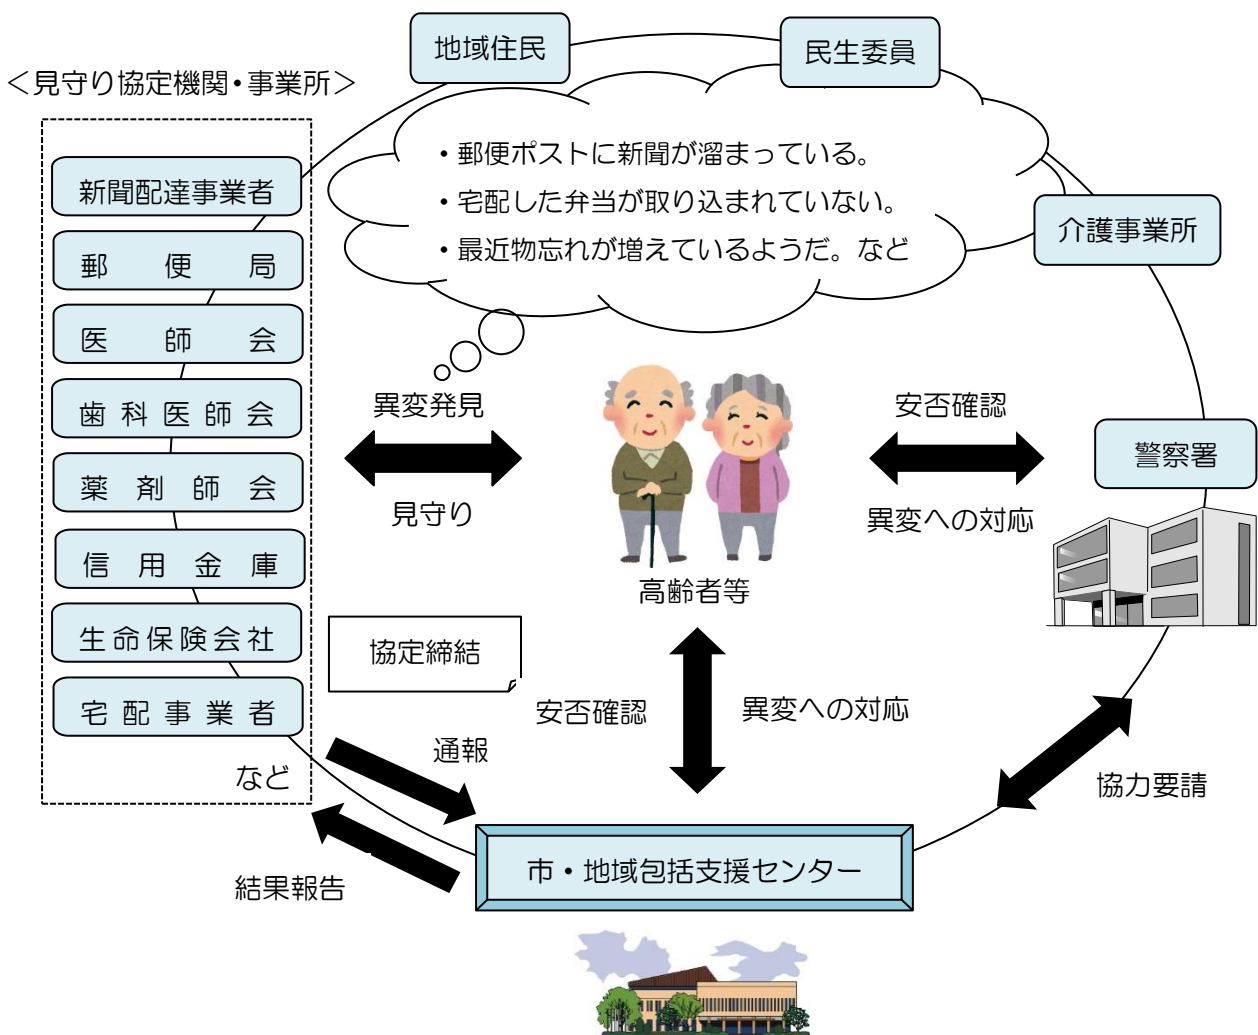 地域住民
民生委員
＜見守り協定機関・事業所＞
・郵便ポストに新聞が溜まっている。
・宅配した弁当が取り込まれていない。
・最近物忘れが増えているようだ。など
新聞配達事業者
郵便局
医師会
歯科医師会
薬剤師会
信用金庫
生命保険会社
宅配事業者
など
介護事業所
異変発見
見守り
安否確認
異変への対応
警察署
高齢者等
協定締結
安否確認
異変への対応
通報
協力要請
結果報告
市・地域包括支援センター